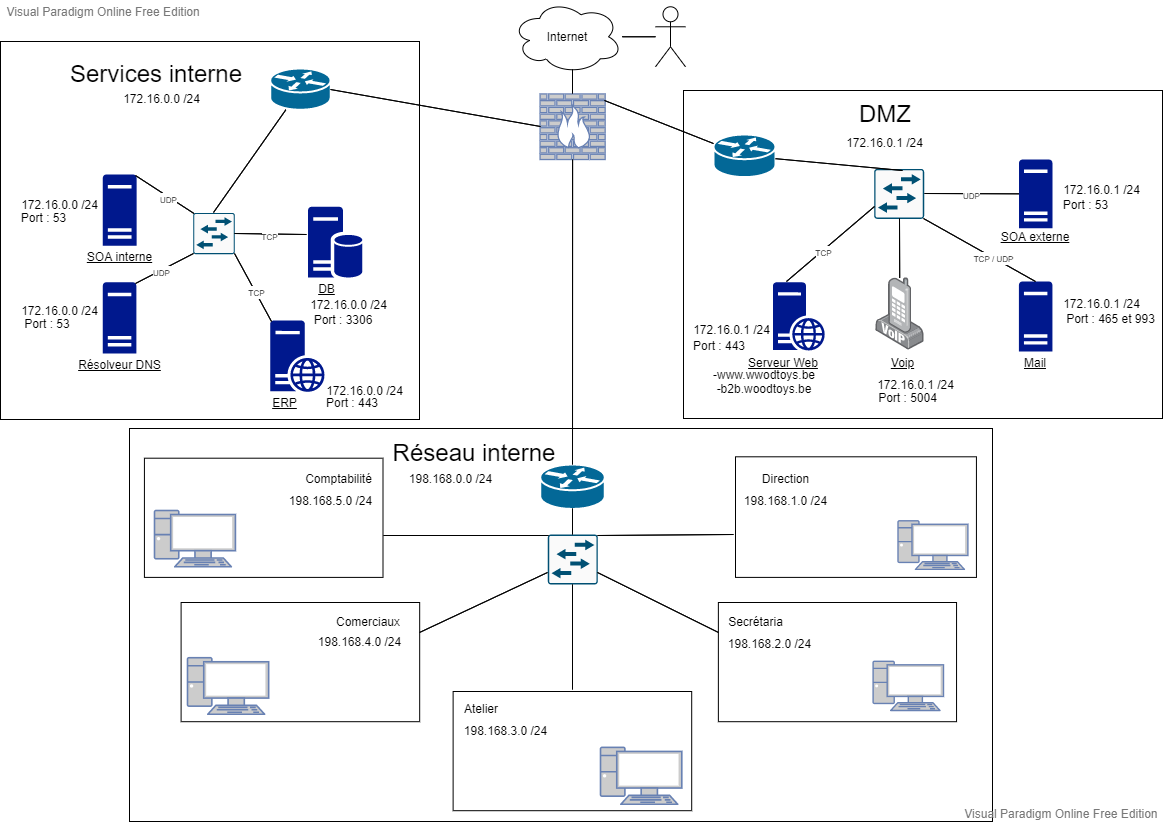 Visual Paradigm Online Free Edition
Internet
Services interne
172.16.0.0 /24
172.16.0.0 /24
Port : 53
SOA interne
UDP
UDP
172.16.0.0 /24
Port : 53
Résolveur DNS
TCP
DB
172.16.0.0 /24
Port : 3306
TCP
ERP
172.16.0.0 /24
Port : 443
DMZ
172.16.0.1 /24
UDP
172.16.0.1 /24
Port : 53
SOA externe
TCP
TCP / UDP
172.16.0.1 /24
Port : 443
Serveur Web
-www.wwodtoys.be
-b2b.woodtoys.be
VoIP
Voip
172.16.0.1 /24
Port : 5004
172.16.0.1 /24
Port : 465 et 993
Mail
Réseau interne
198.168.0.0 /24
Comptabilité
198.168.5.0 /24
Direction
198.168.1.0 /24
Comerciaux
198.168.4.0 /24
Secrétaria
198.168.2.0 /24
Atelier
198.168.3.0 /24
Visual Paradigm Online Free Edition